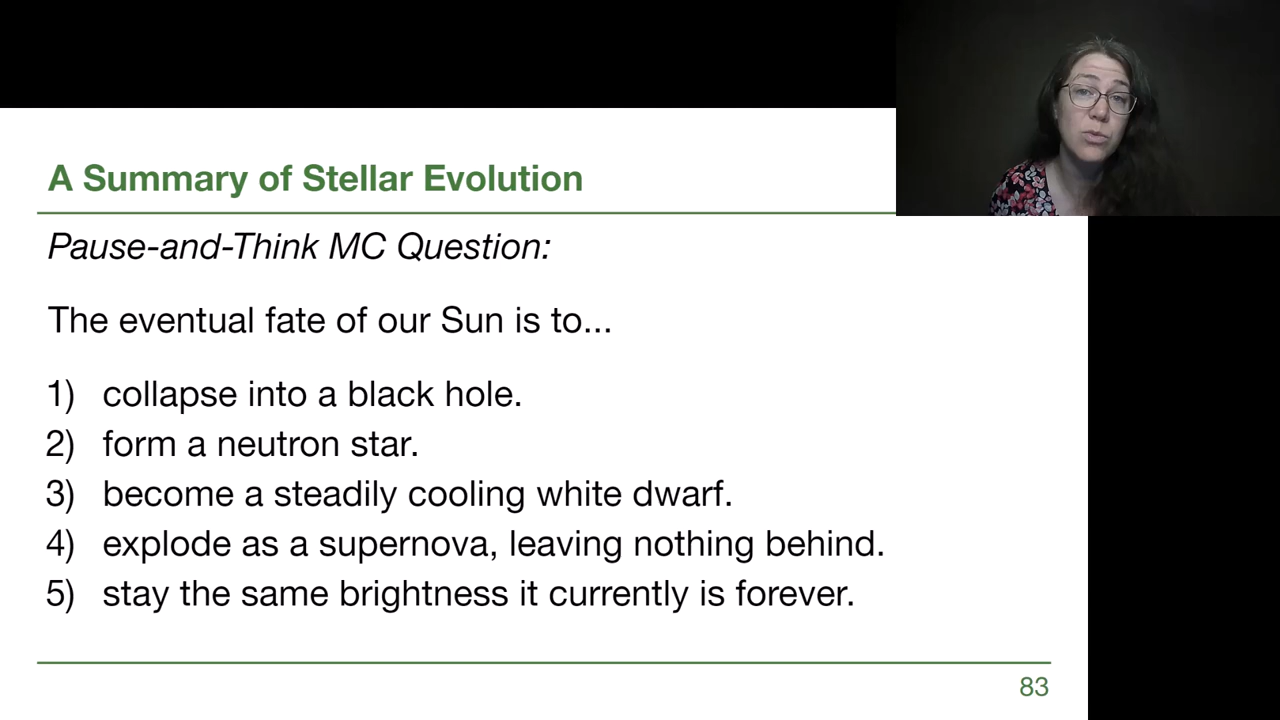 A Summary of Stellar Evolution
Pause-and-Think MC Question:
The eventual fate of our Sun is to...
1) collapse into a black hole.
2) form a neutron star.
3) become a steadily cooling white dwarf.
4) explode as a supernova, leaving nothing behind.
5) stay the same brightness it currently is forever.
83